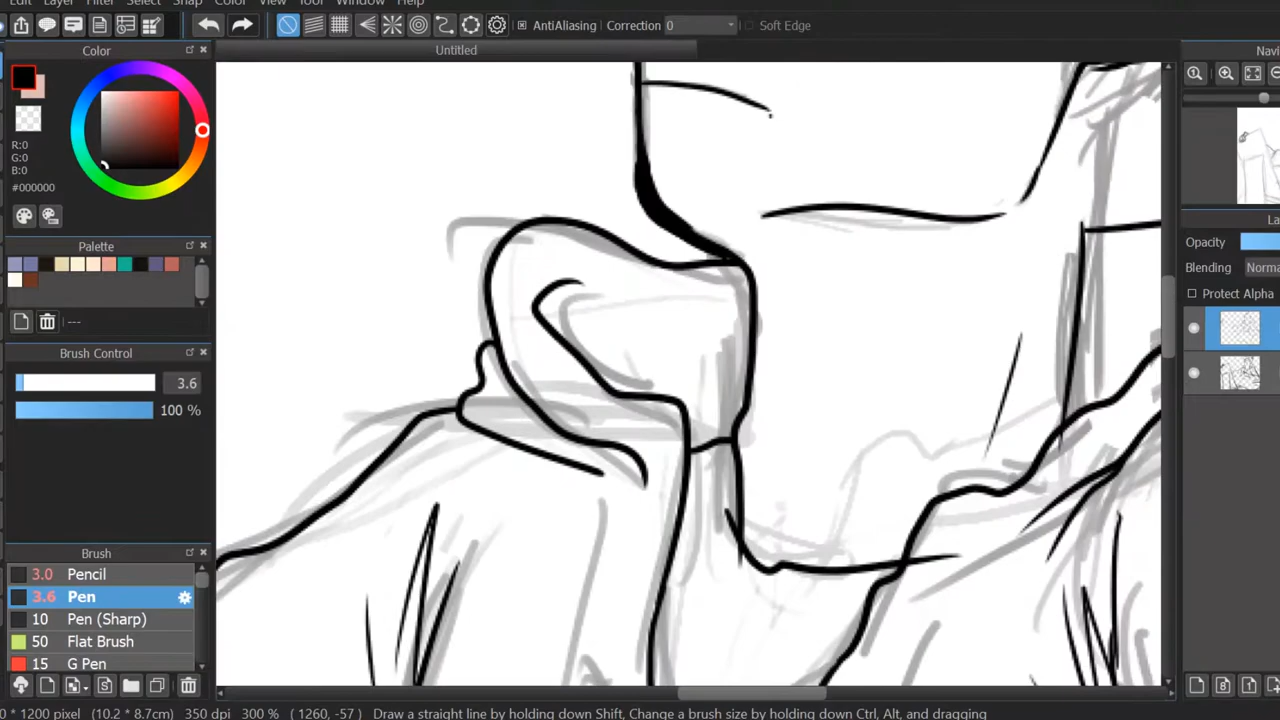 Edit Layer Filter Select Snap Color View Tool Window Help
AntiAliasing Correction 0 Soft Edge
Color
Untitled
R:0
G:0
B:0
#000000
Palette
---
Brush Control
3.6
100 %
Brush
3.0 Pencil
3.6 Pen
10 Pen (Sharp)
50 Flat Brush
15 G Pen
Opacity
Blending
Protect Alpha
* 1200 pixel (10.2 * 8.7cm) 350 dpi 300 % ( 1260, -57 ) Draw a straight line by holding down Shift, Change a brush size by holding down Ctrl, Alt, and dragging